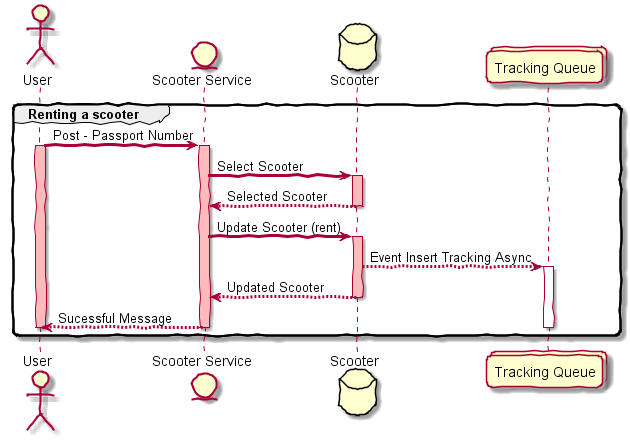 User
Scooter Service
Scooter
Tracking Queue
Renting a scooter
Post - Passport Number
Select Scooter
Selected Scooter
Update Scooter (rent)
Event Insert Tracking Async
Updated Scooter
Sucessful Message
User
Scooter Service
Scooter
Tracking Queue